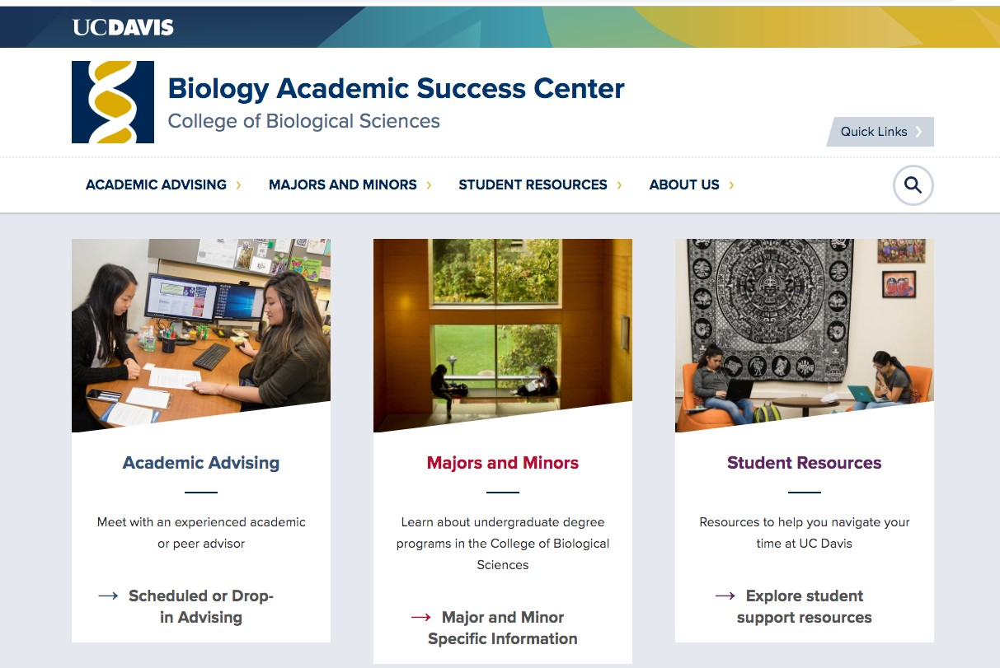 UCDAVIS
Biology Academic Success Center
College of Biological Sciences
Quick Links
ACADEMIC ADVISING
MAJORS AND MINORS
STUDENT RESOURCES
ABOUT US
Academic Advising
Meet with an experienced academic
or peer advisor
→ Scheduled or Drop-
in Advising
Majors and Minors
Learn about undergraduate degree
programs in the College of Biological
Sciences
→ Major and Minor
Specific Information
Student Resources
Resources to help you navigate your
time at UC Davis
→ Explore student
support resources